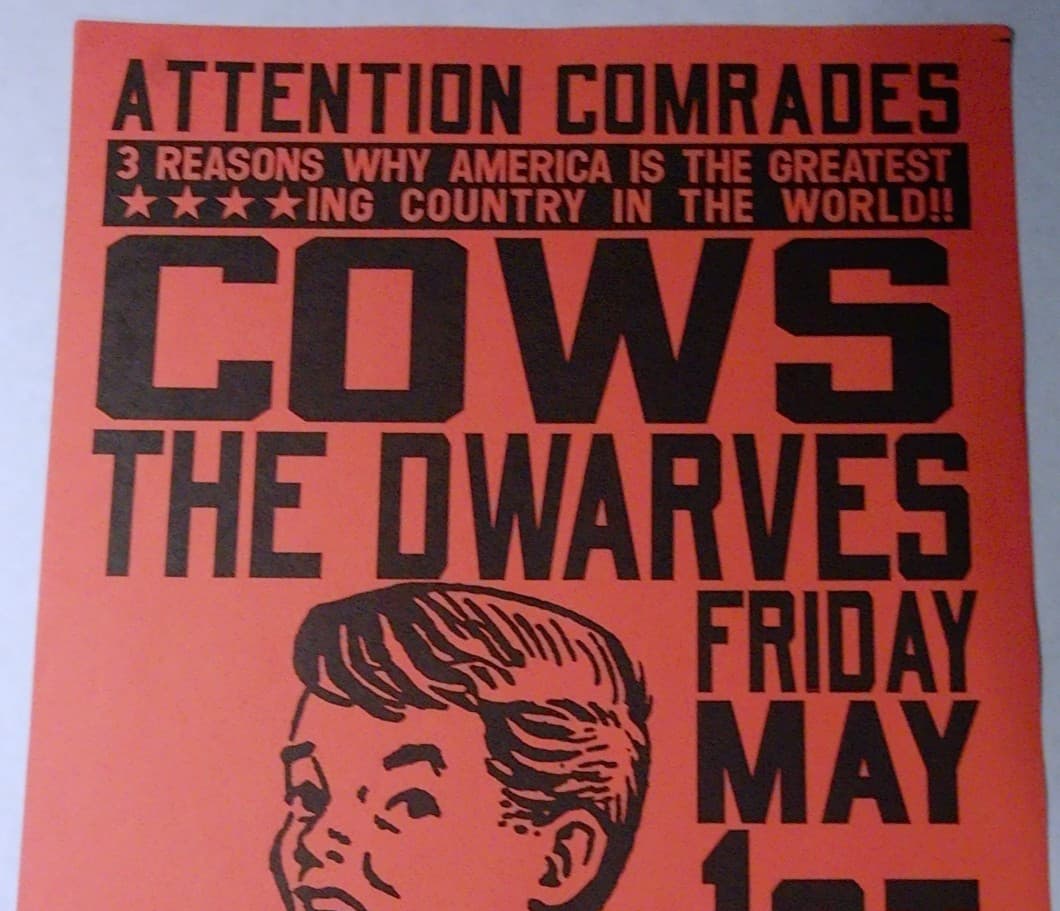 ATTENTION COMRADES
3 REASONS WHY AMERICA IS THE GREATEST
★★★★ING COUNTRY IN THE WORLD!!
COWS
THE DWARVES
FRIDAY
MAY
1